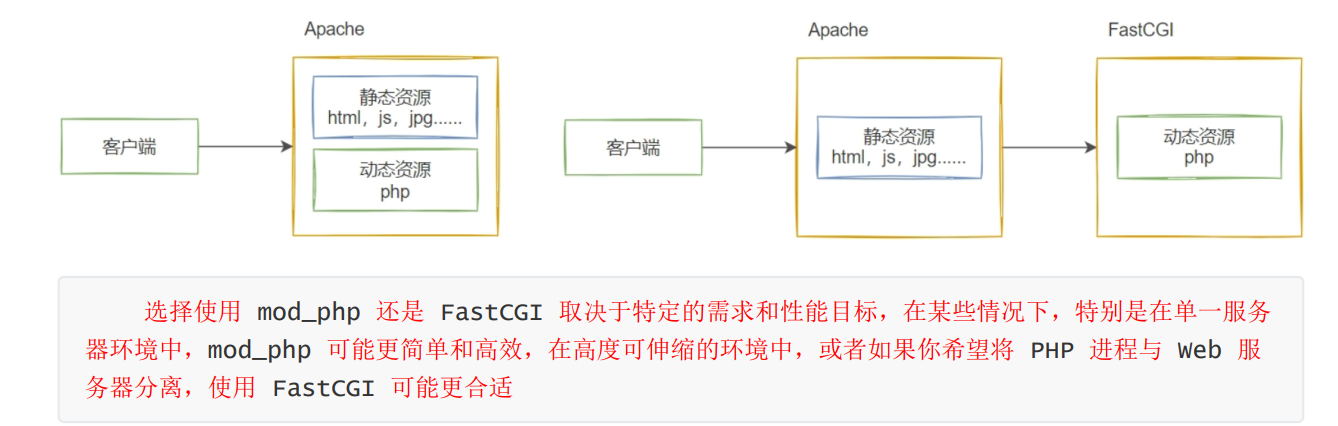 Apache
客户端
静态资源
html，js，jpg......
动态资源
php
Apache
客户端
静态资源
html，js，jpg......
FastCGI
动态资源
php
选择使用 mod_php 还是 FastCGI 取决于特定的需求和性能目标，在某些情况下，特别是在单一服
务器环境中，mod_php 可能更简单和高效，在高度可伸缩的环境中，或者如果你希望将 PHP 进程与 Web 服
务器分离，使用 FastCGI 可能更合适